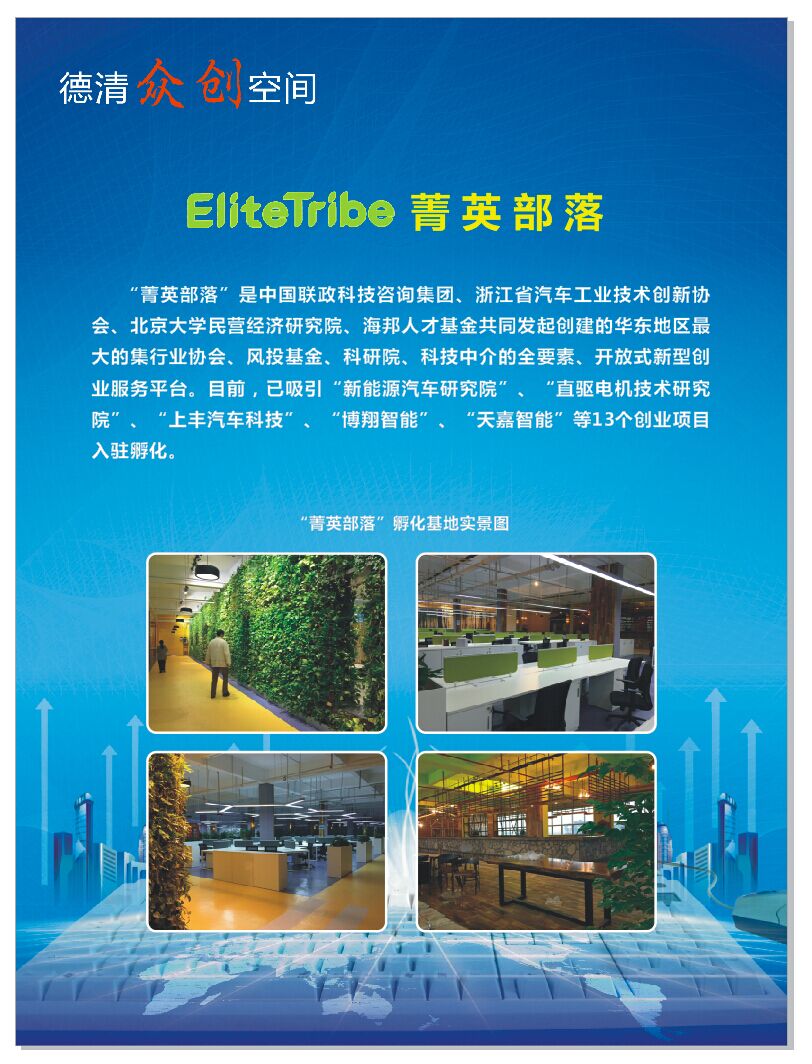 德清众创空间
EliteTribe 菁英部落
“菁英部落”是中国联政科技咨询集团、浙江省汽车工业技术创新协
会、北京大学民营经济研究院、海邦人才基金共同发起创建的华东地区最
大的集行业协会、风投基金、科研院、科技中介的全要素、开放式新型创
业服务平台。目前，已吸引“新能源汽车研究院”、“直驱电机技术研究
院”、“上丰汽车科技”、“博翔智能”、“天嘉智能”等13个创业项目
入驻孵化。
“菁英部落”孵化基地实景图